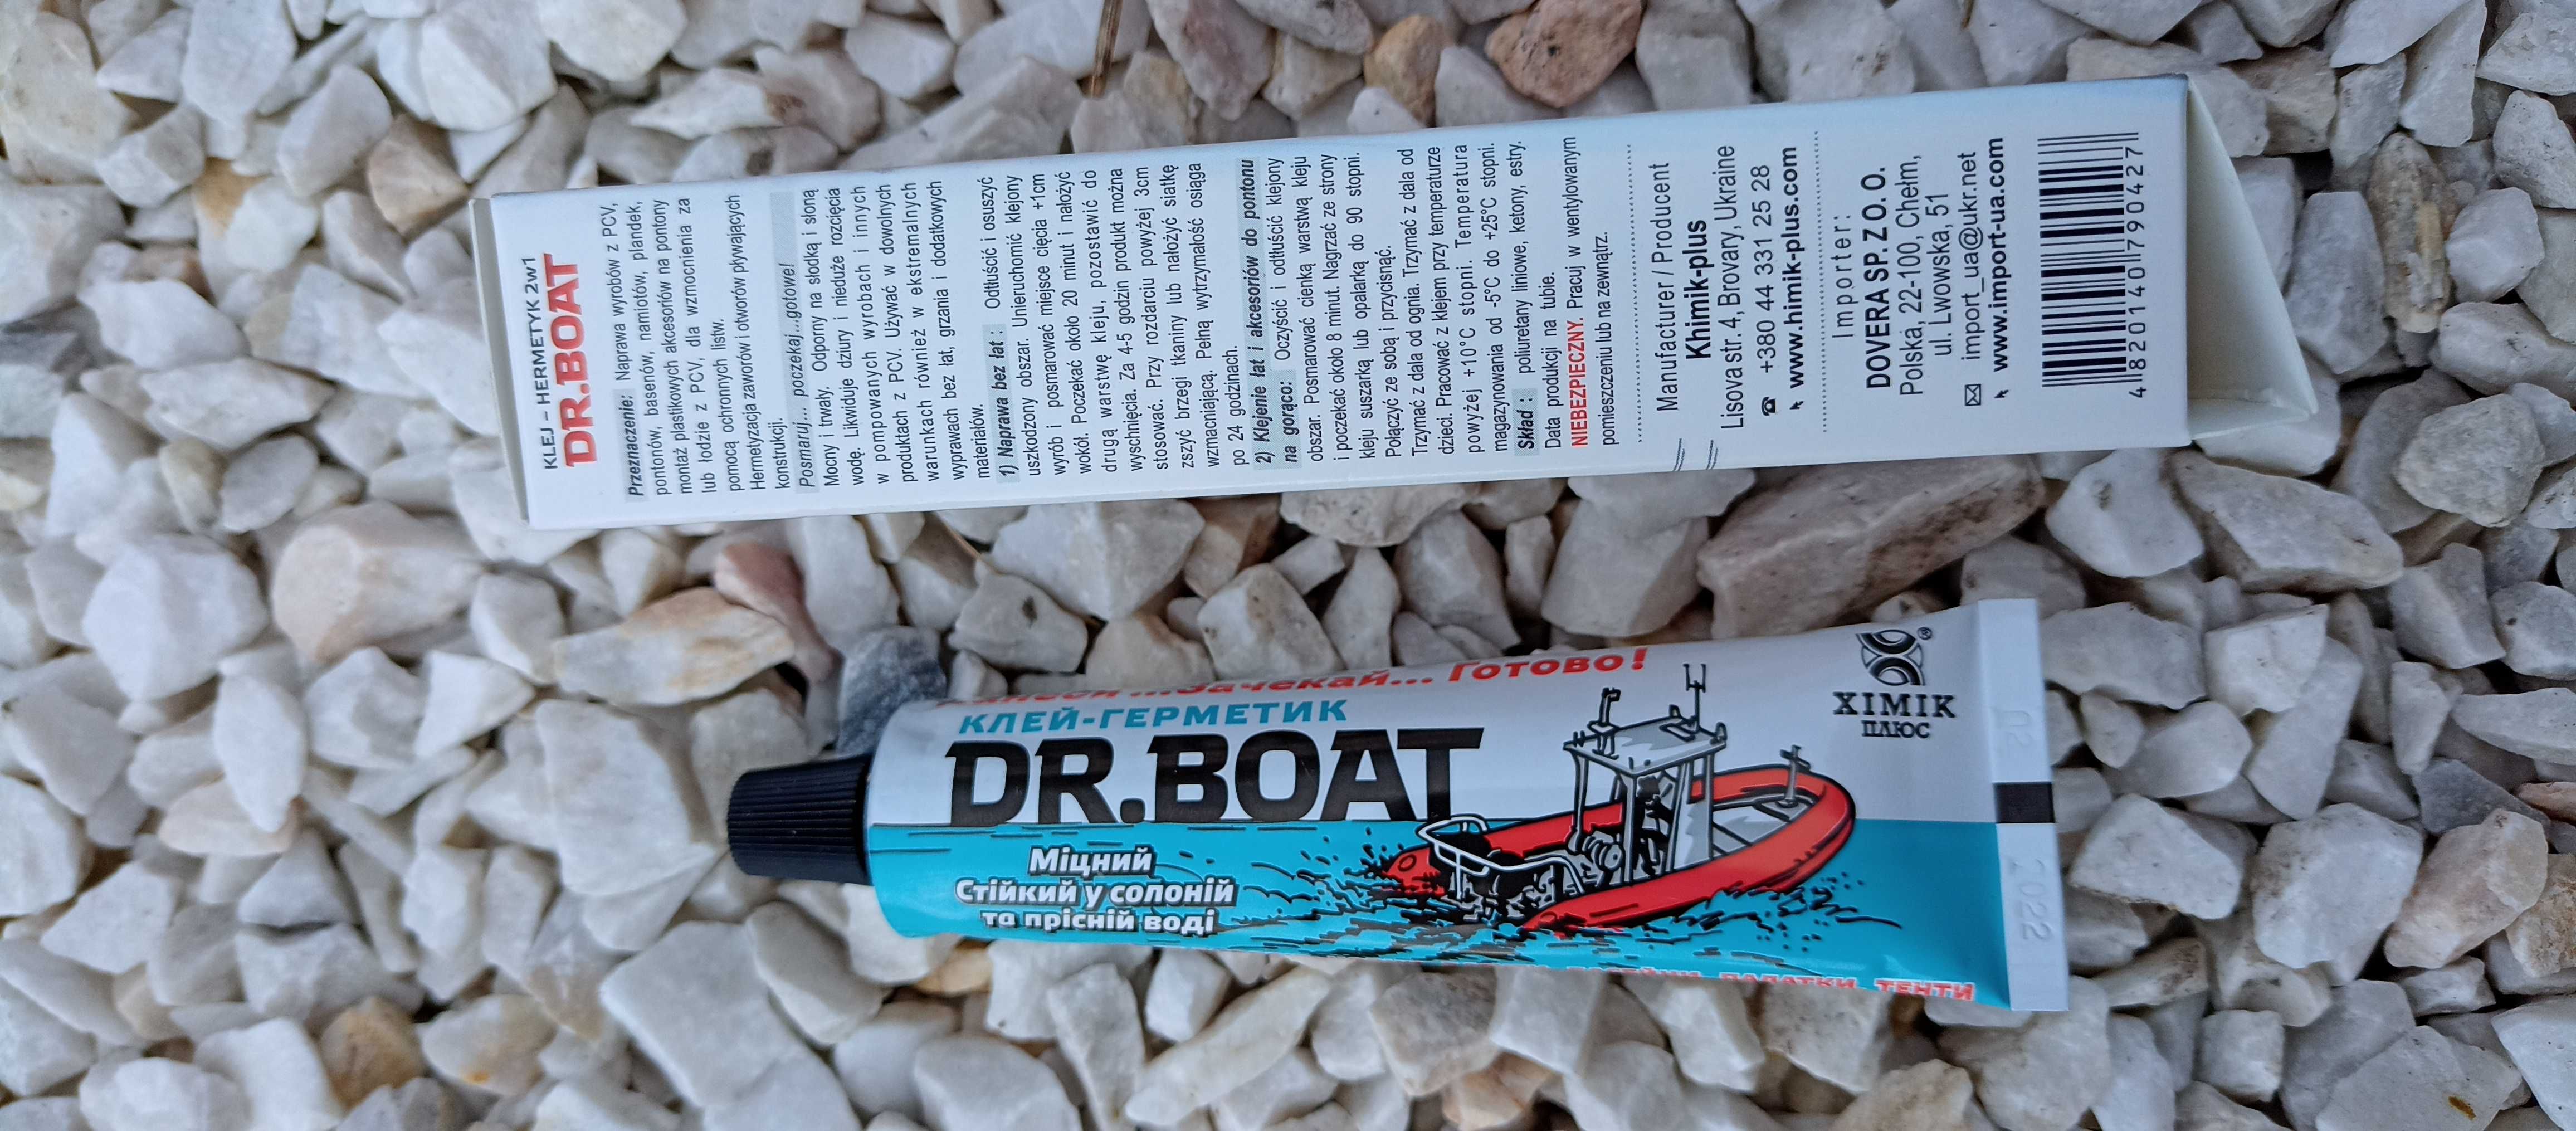 KLEJ – HERMETYK 2w1
DR.BOAT
Przeznaczenie: Naprawa wyrobów z PCV,
pontonów, basenów, namiotów, plandek,
montaż plastikowych akcesoriów na pontony
lub łodzie z PCV, dla wzmocnienia za
pomocą ochronnych listw.
Hermetyzacja zaworów i otworów pływających
konstrukcji.
Posmaruj... poczekaj...gotowe!
Mocny i trwały. Odporny na słodką i słoną
wodę. Likwiduje dziury i nieduże rozcięcia
w pompowanych wyrobach i innych
produktach z PCV. Używać w dowolnych
warunkach również w ekstremalnych
wyprawach bez łat, grzania i dodatkowych
materiałów.
1) Naprawa bez łat : Odtłuścić i osuszyć
uszkodzony obszar. Unieruchomić klejony
wyrób i posmarować miejsce cięcia +1cm
wokół. Poczekać około 20 minut i nałożyć
drugą warstwę kleju, pozostawić do
wyschnięcia. Za 4-5 godzin produkt można
stosować. Przy rozdarciu powyżej 3cm
zszyć brzegi tkaniny lub nałożyć siatkę
wzmacniającą. Pełną wytrzymałość osiąga
po 24 godzinach.
2) Klejenie łat i akcesoriów do pontonu
na gorąco: Oczyścić i odtłuścić klejony
obszar. Posmarować cienką warstwą kleju
i poczekać około 8 minut. Nagrzać ze strony
kleju suszarką lub opalarką do 90 stopni.
Połączyć ze sobą i przycisnąć.
Trzymać z dala od ognia. Trzymać z dala od
dzieci. Pracować z klejem przy temperaturze
powyżej +10°C stopni. Temperatura
magazynowania od -5°C do +25°C stopni.
Skład : poliuretany liniowe, ketony, estry.
Data produkcji na tubie.
NIEBEZPIECZNY. Pracuj w wentylowanym
pomieszczeniu lub na zewnątrz.
Manufacturer / Producent
Khimik-plus
Lisova str 4, Brovary, Ukraine
+380 44 331 25 28
www.himik-plus.com
Importer:
DOVERA SP. Z O. O.
Polska, 22-100, Chełm,
ul. Lwowska, 51
import_ua@ukr.net
www.import-ua.com
4 820140 790427
...Зачекай... Готово!
КЛЕЙ-ГЕРМЕТИК
DR.BOAT
Міцний
Стійкий у солоній
та прісній воді
ХІМІК
ПЛЮС
®
ПАЛАТКИ, ТЕНТИ
02 2022